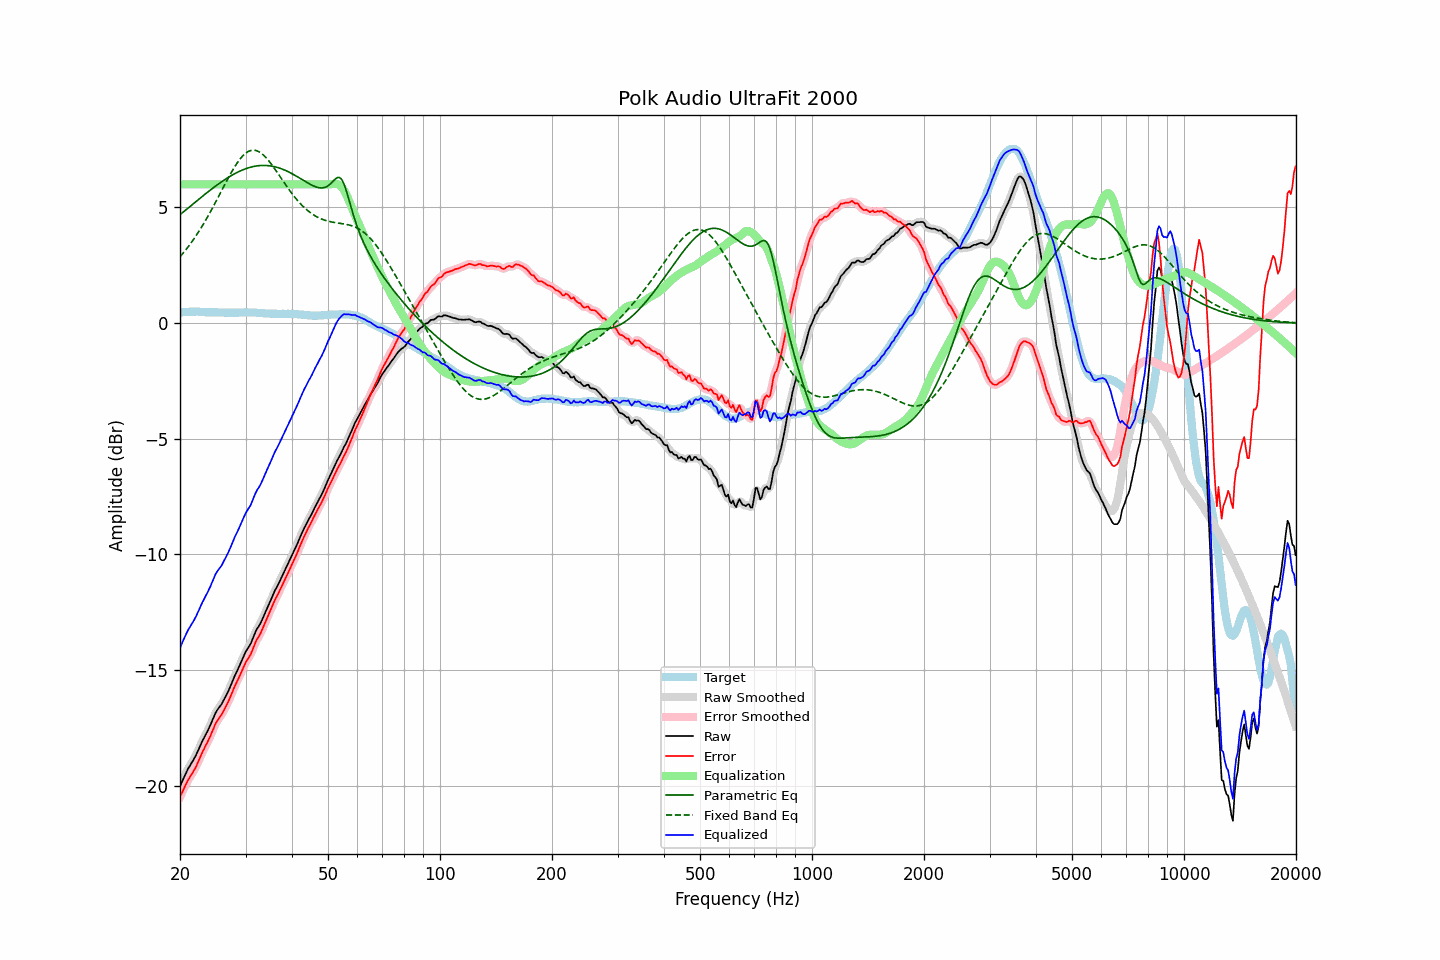 Polk Audio UltraFit 2000
Amplitude (dBr)
5
0
−5
−10
−15
−20
Target
Raw Smoothed
Error Smoothed
Raw
Error
Equalization
Parametric Eq
Fixed Band Eq
Equalized
20
50
100
200
500
1000
2000
5000
10000
20000
Frequency (Hz)